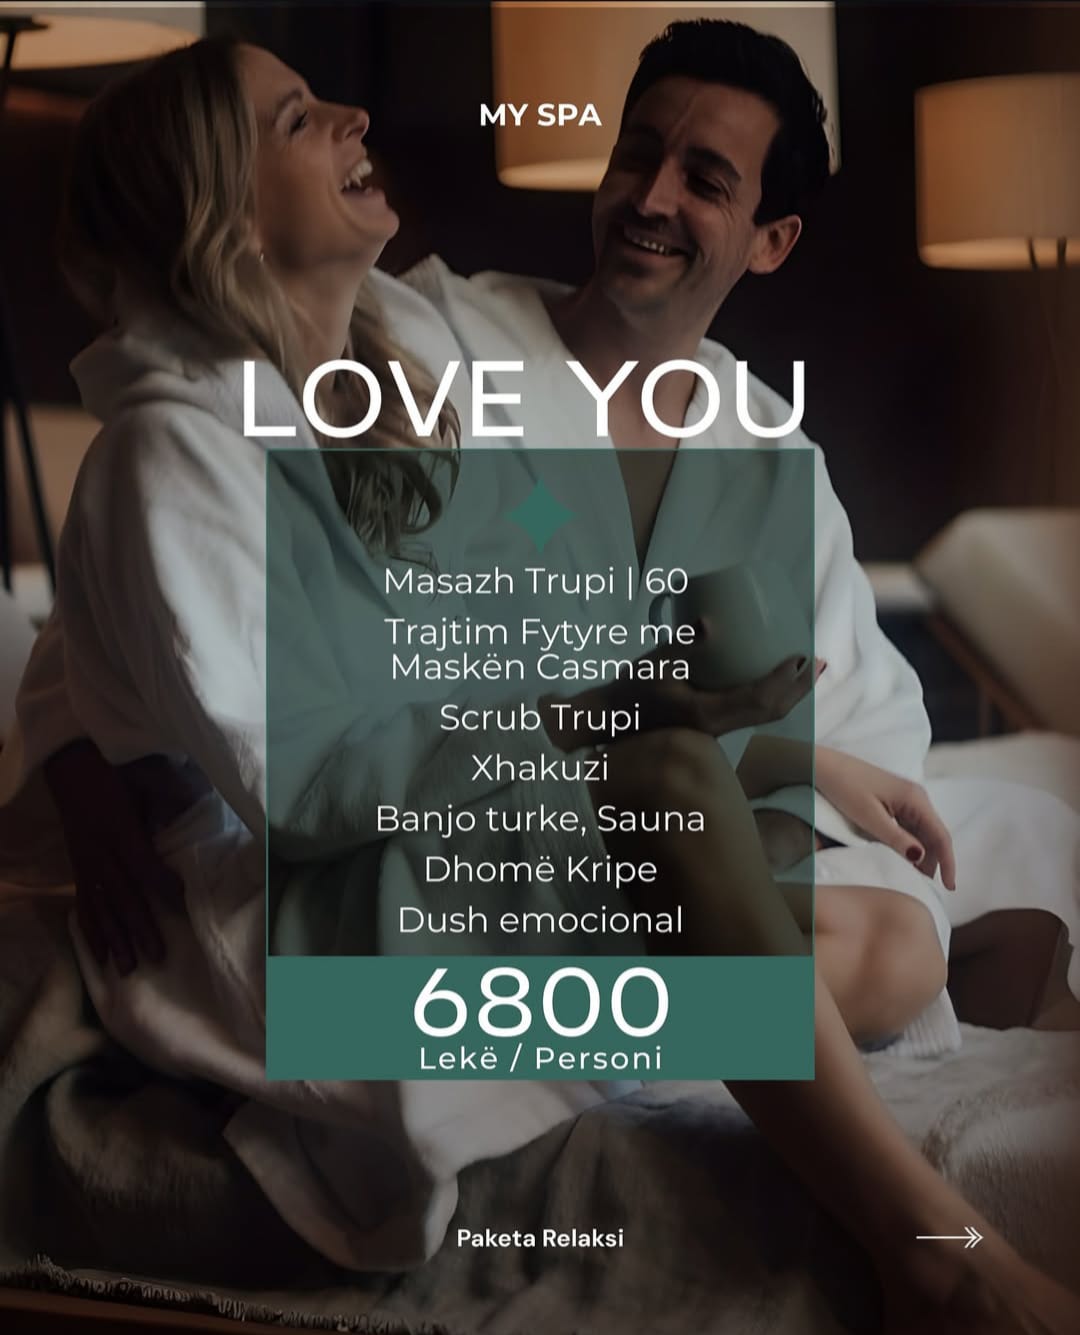 MY SPA
LOVE YOU
Masazh Trupi | 60
Trajtim Fytyre me
Maskën Casmara
Scrub Trupi
Xhakuzi
Banjo turke, Sauna
Dhomë Kripe
Dush emocional
6800
Lekë / Personi
Paketa Relaksi